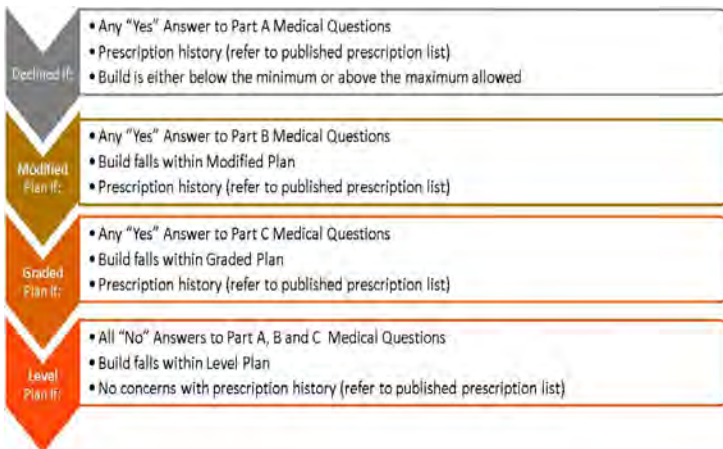 Declined if:
• Any “Yes” Answer to Part A Medical Questions
• Prescription history (refer to published prescription list)
• Build is either below the minimum or above the maximum allowed
Modified
Plan if:
• Any “Yes” Answer to Part B Medical Questions
• Build falls within Modified Plan
• Prescription history (refer to published prescription list)
Graded
Plan if:
• Any “Yes” Answer to Part C Medical Questions
• Build falls within Graded Plan
• Prescription history (refer to published prescription list)
Level
Plan if:
• All “No” Answers to Part A, B and C Medical Questions
• Build falls within Level Plan
• No concerns with prescription history (refer to published prescription list)